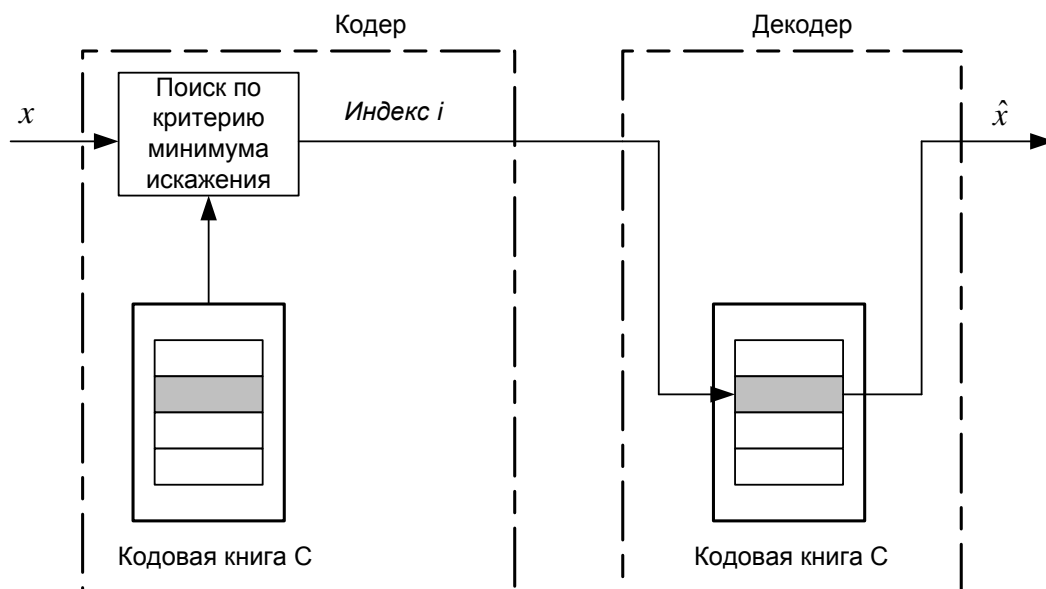 Кодер
Декодер
x
Поиск по
критерию
минимума
искажения
Индекс i
x̂
Кодовая книга С
Кодовая книга С